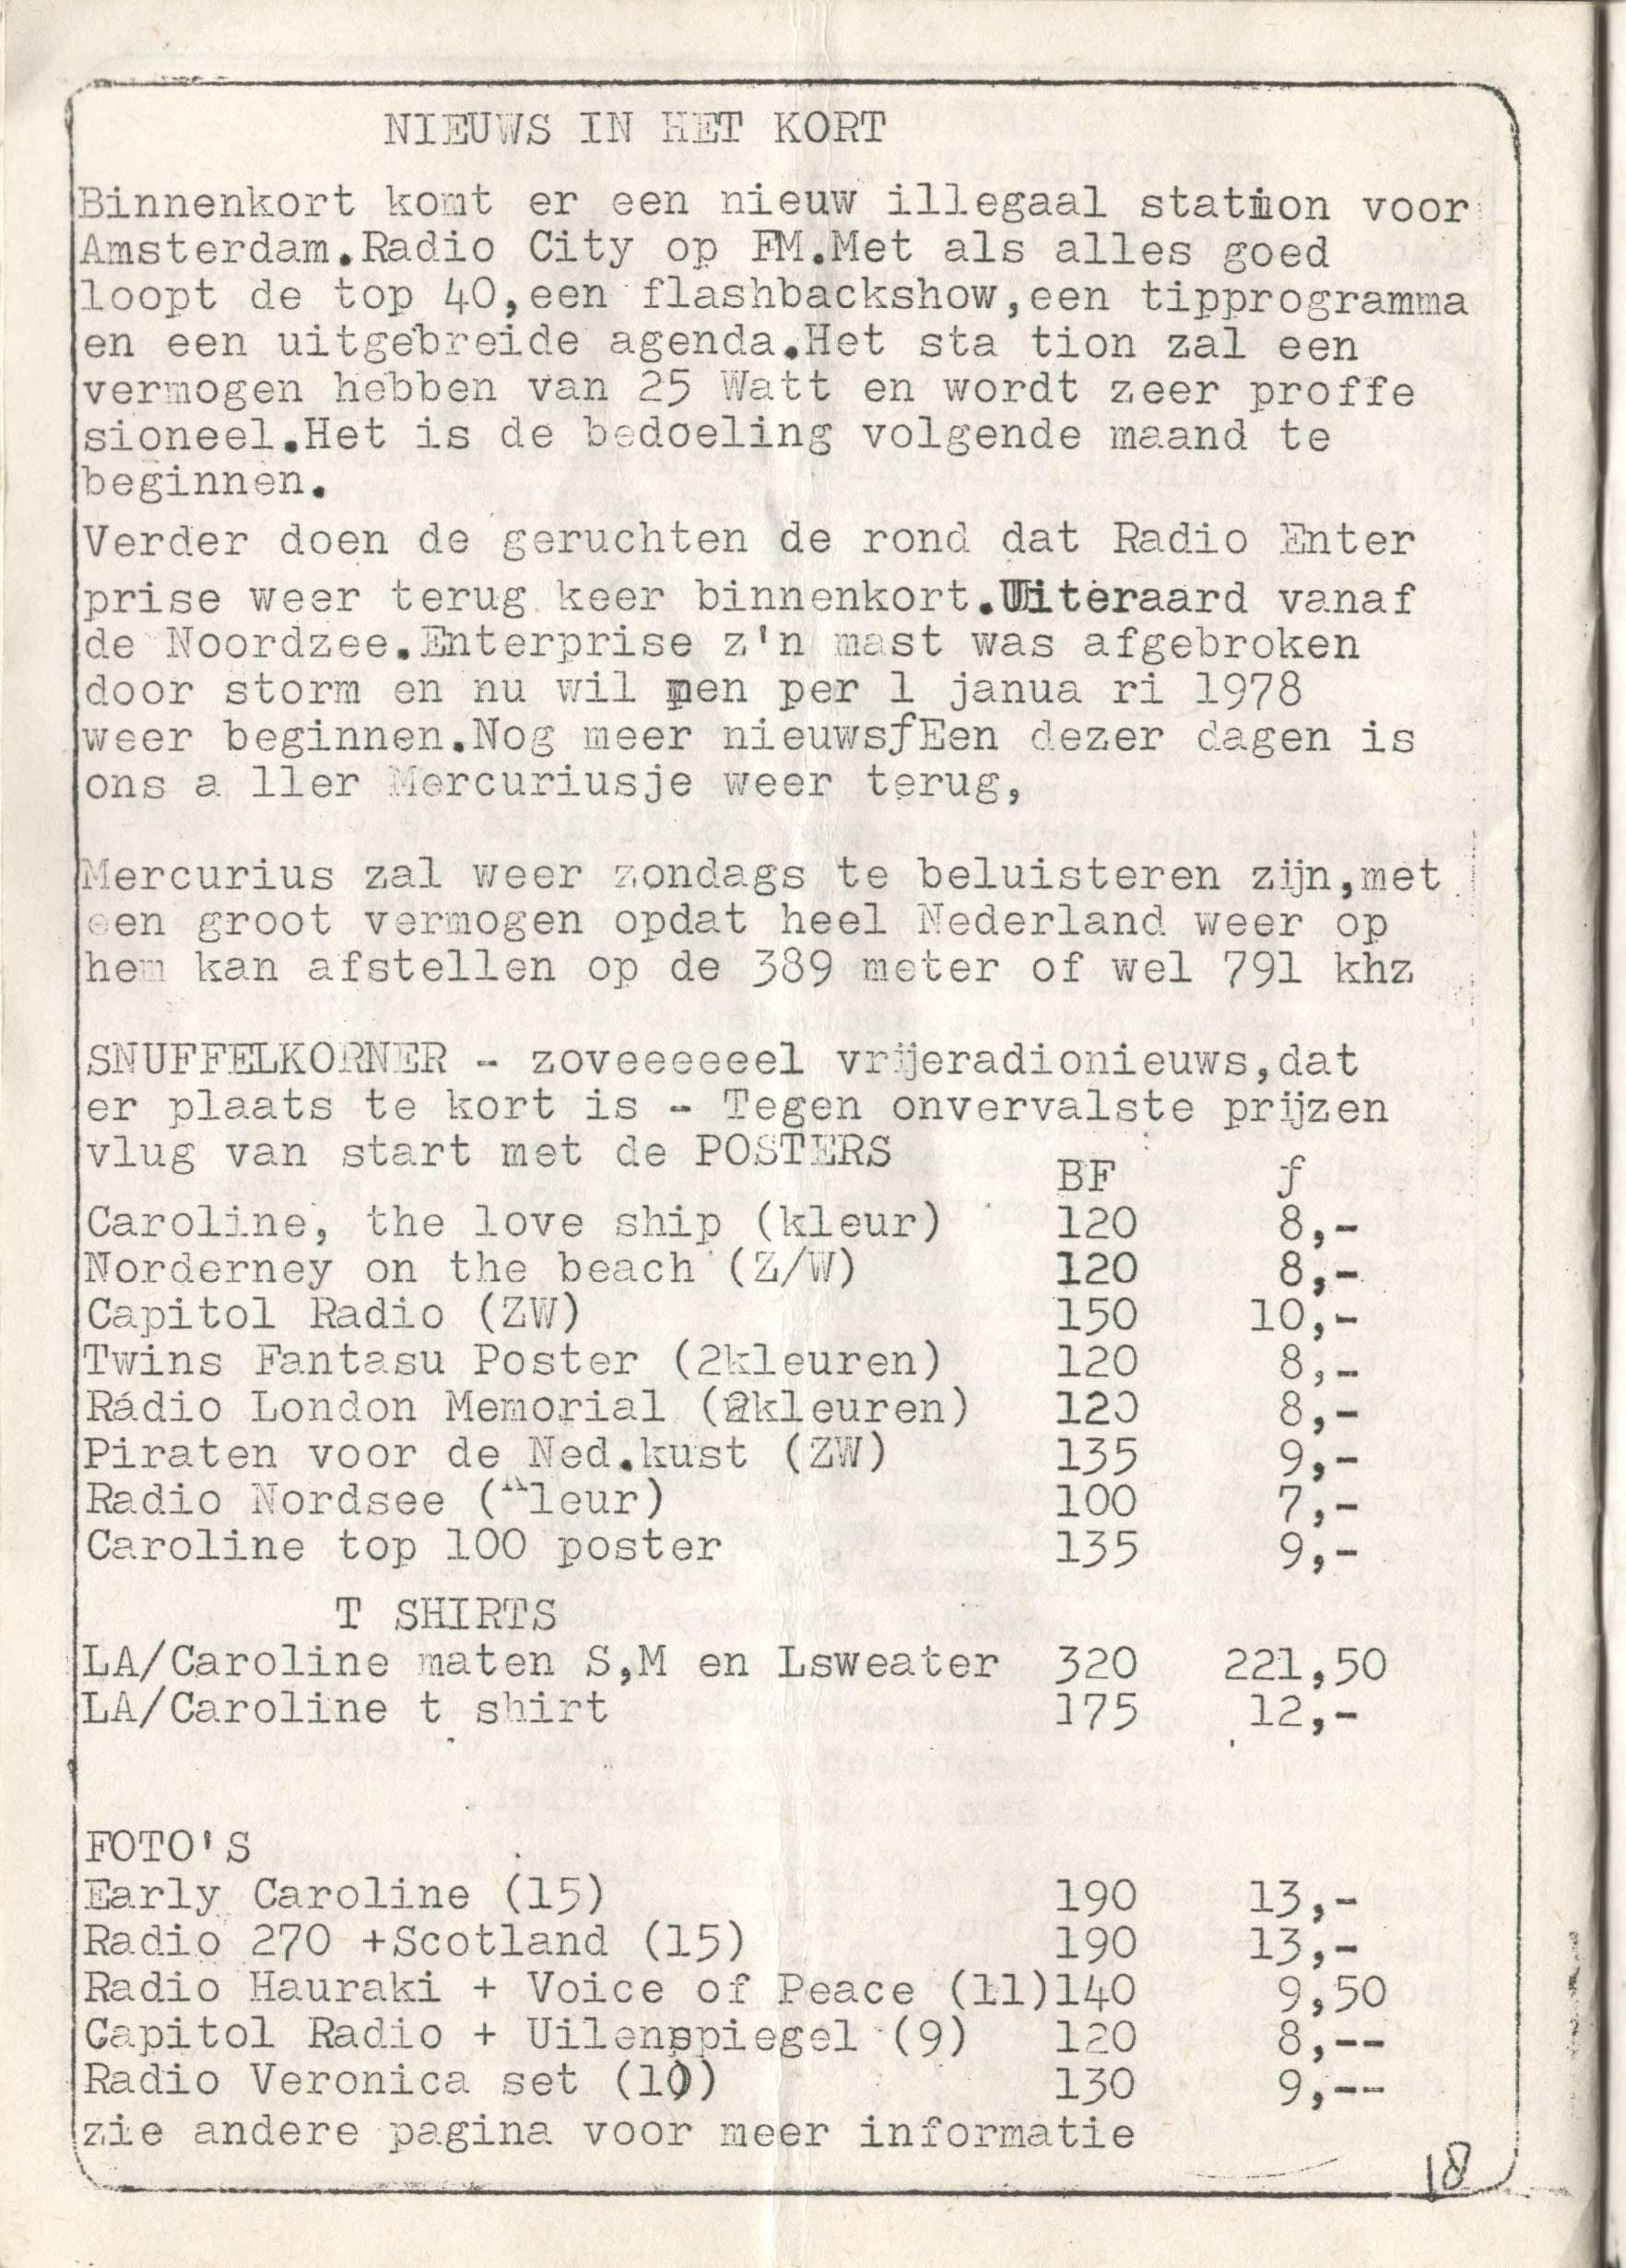 NIEUWS IN HET KORT
Binnenkort komt er een nieuw illegaal station voor
Amsterdam.Radio City op FM.Met als alles goed
loopt de top 40,een flashbackshow,een tipprogramma
en een uitgebreide agenda.Het sta tion zal een
vermogen hebben van 25 Watt en wordt zeer proffe
sioneel.Het is de bedoeling volgende maand te
beginnen.
Verder doen de geruchten de rond dat Radio Enter
prise weer terug keer binnenkort.Uiteraard vanaf
de Noordzee.Enterprise z'n mast was afgebroken
door storm en nu wil men per 1 janua ri 1978
weer beginnen.Nog meer nieuwsƒEen dezer dagen is
ons a ller Mercuriusje weer terug,
Mercurius zal weer zondags te beluisteren zijn,met
een groot vermogen opdat heel Nederland weer op
hem kan afstellen op de 389 meter of wel 791 khz
SNUFFELKORNER - zoveeeeeel vrijeradionieuws,dat
er plaats te kort is - Tegen onvervalste prijzen
vlug van start met de POSTERS
BF ƒ
Caroline, the love ship (kleur) 120 8,-
Norderney on the beach (Z/W) 120 8,-
Capitol Radio (ZW) 150 10,-
Twins Fantasu Poster (2kleuren) 120 8,-
Rádio London Memorial (2kleuren) 120 8,-
Piraten voor de Ned.kust (ZW) 135 9,-
Radio Nordsee (kleur) 100 7,-
Caroline top 100 poster 135 9,-
T SHIRTS
LA/Caroline maten S,M en Lsweater 320 221,50
LA/Caroline t shirt 175 12,-
FOTO'S
Early Caroline (15) 190 13,-
Radio 270 +Scotland (15) 190 13,-
Radio Hauraki + Voice of Peace (11)140 9,50
Capitol Radio + Uilenspiegel (9) 120 8,--
Radio Veronica set (10) 130 9,--
zie andere pagina voor meer informatie
18